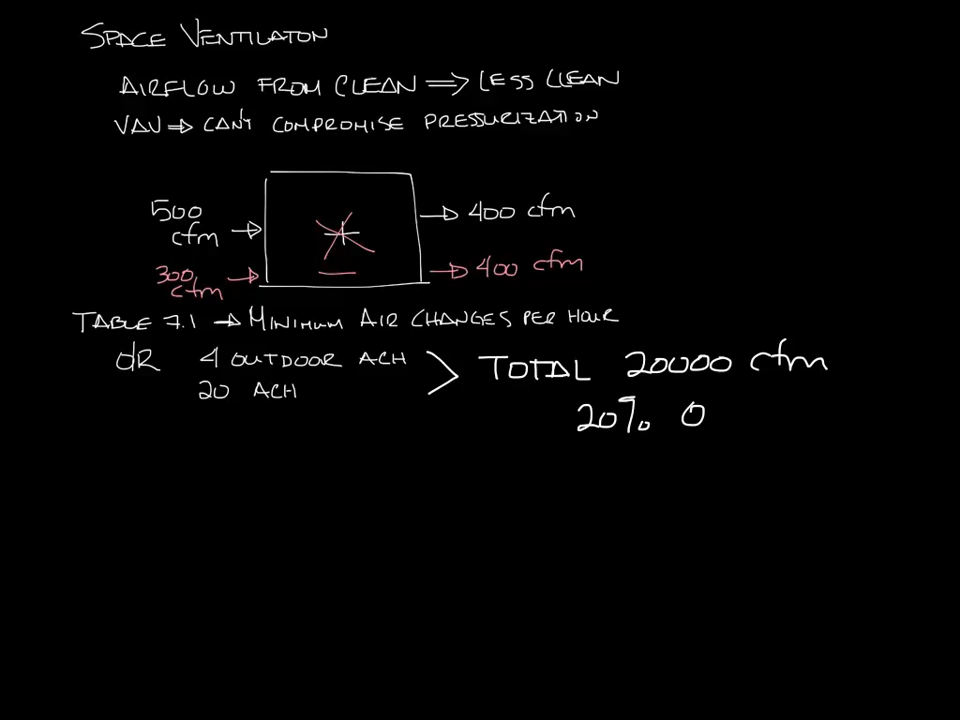 SPACE VENTILATON
AIRFLOW FROM CLEAN => LESS CLEAN
VAV => CAN'T COMPROMISE PRESSURIZATION
500 cfm → → 400 cfm
300 cfm → → 400 cfm
TABLE 7.1 → MINIMUM AIR CHANGES PER HOUR
OR 4 OUTDOOR ACH > TOTAL 20000 cfm
20 ACH
20% O